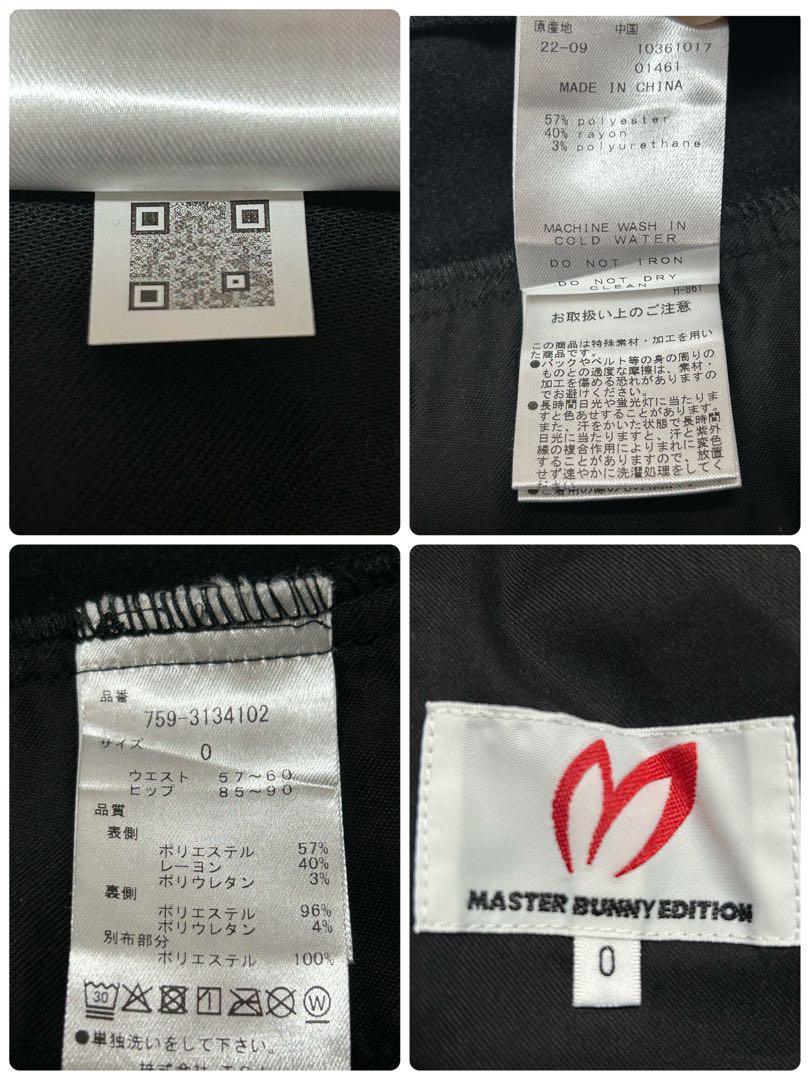 原産地 中国
22-09 10361017
01461
MADE IN CHINA
57% polyester
40% rayon
3% polyurethane
MACHINE WASH IN
COLD WATER
DO NOT IRON
DO NOT DRY
CLEAN
H-861
お取扱い上のご注意
この商品は特殊素材・加工を用い
た商品です。
●バックやベルト等の身の周りの
ものとの過度な摩擦は、素材・
加工を傷める恐れがありますの
でお避けください。
●長時間日光や蛍光灯に当たりま
すと色あせすることがあります。
また、汗をかいた状態で長時間
日光に当たりますと、汗と紫外
線の複合作用によりまれに変色
することがありますので、放置
せず速やかに洗濯処理をしてく
品番
759-3134102
サイズ 0
ウエスト 57～60
ヒップ 85～90
品質
表側
ポリエステル 57%
レーヨン 40%
ポリウレタン 3%
裏側
ポリエステル 96%
ポリウレタン 4%
別布部分
ポリエステル 100%
30
W
●単独洗いをして下さい。
株式会社 TSI
MASTER BUNNY EDITION
0